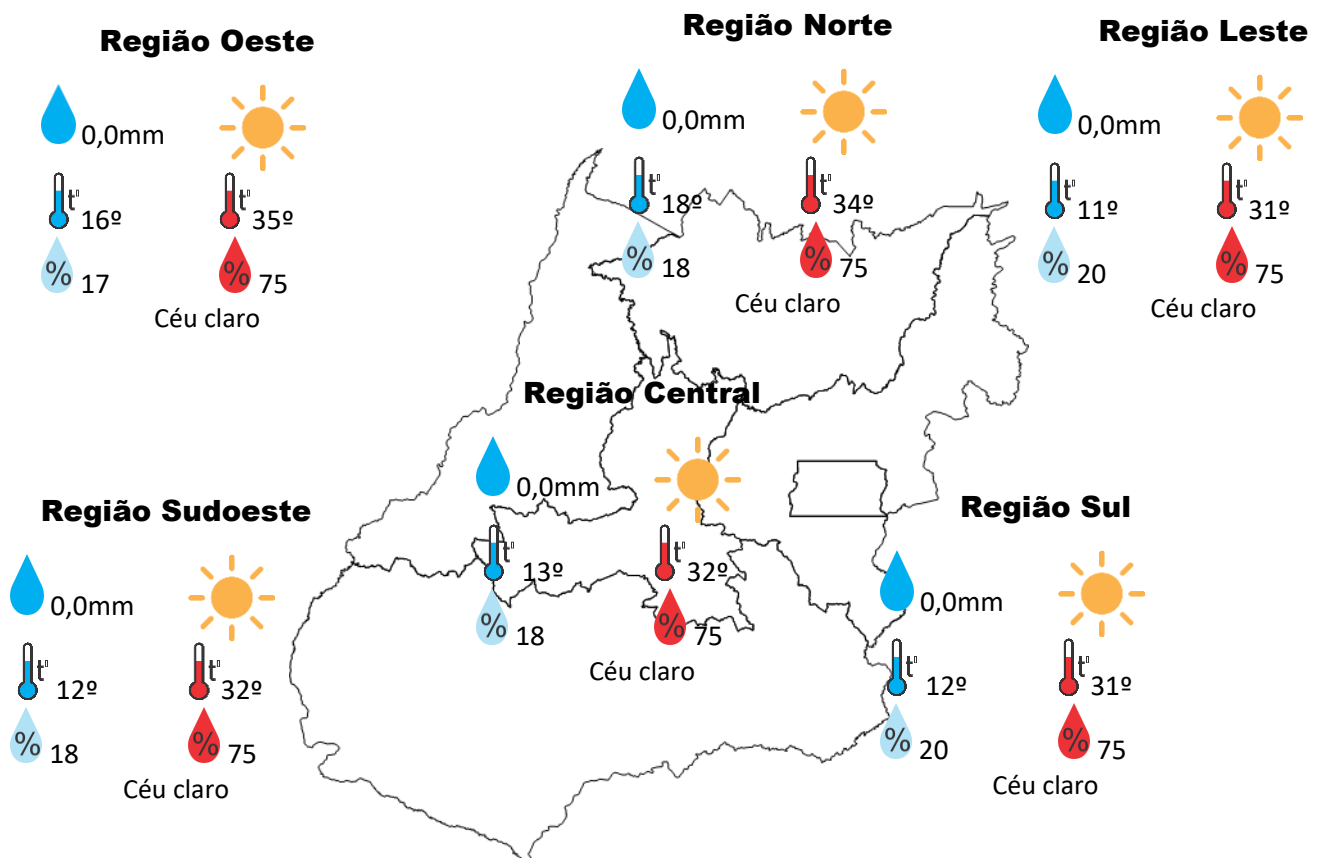 Região Oeste
0,0mm
t°
16º
t°
35º
%
17
%
75
Céu claro
Região Norte
0,0mm
t°
18º
t°
34º
%
18
%
75
Céu claro
Região Leste
0,0mm
t°
11º
t°
31º
%
20
%
75
Céu claro
Região Central
0,0mm
t°
13º
t°
32º
%
18
%
75
Céu claro
Região Sudoeste
0,0mm
t°
12º
t°
32º
%
18
%
75
Céu claro
Região Sul
0,0mm
t°
12º
t°
31º
%
20
%
75
Céu claro